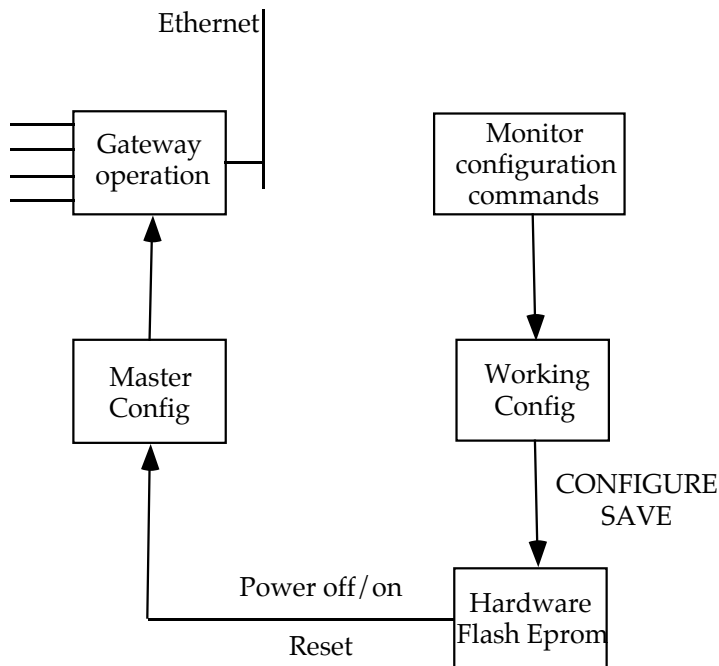 Ethernet
Gateway
operation
Monitor
configuration
commands
Master
Config
Working
Config
CONFIGURE
SAVE
Power off/on
Reset
Hardware
Flash Eprom